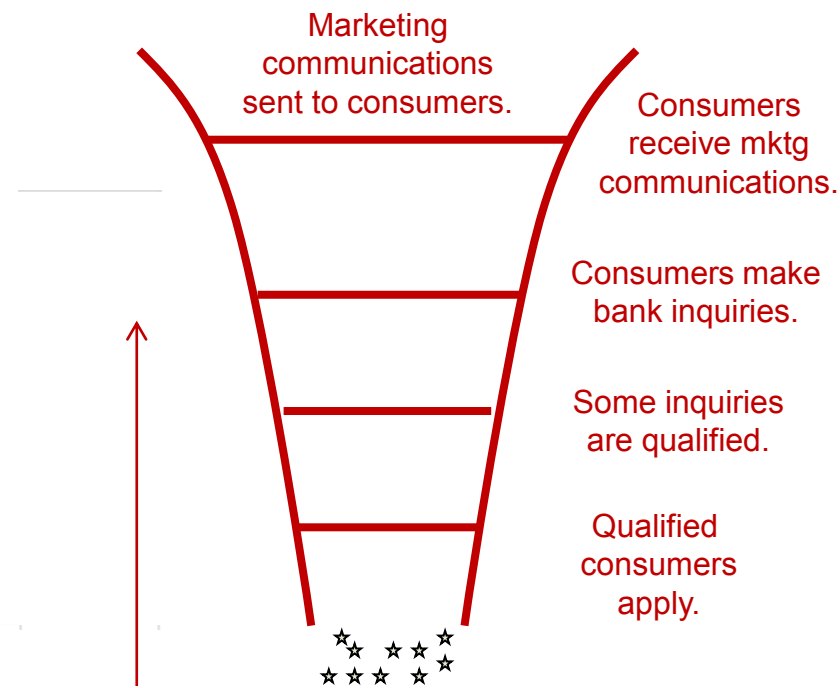 Marketing
communications
sent to consumers.
Consumers
receive mktg
communications.
Consumers make
bank inquiries.
Some inquiries
are qualified.
Qualified
consumers
apply.